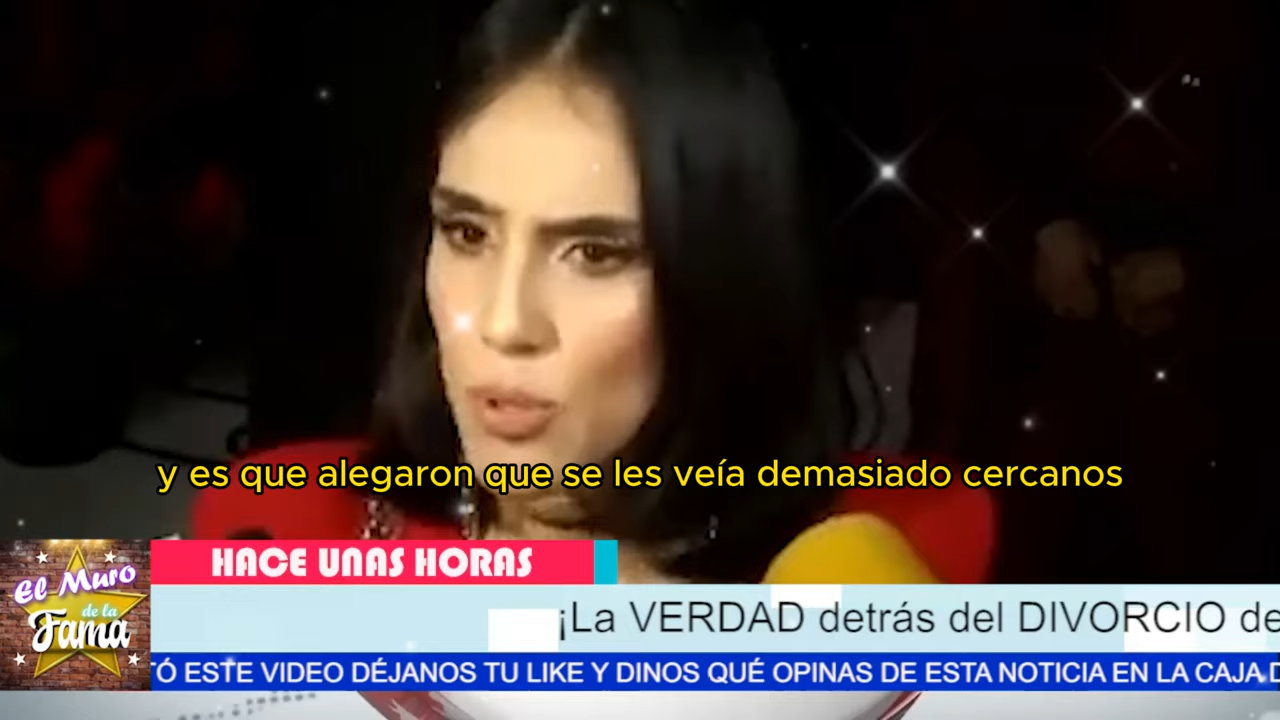 y es que alegaron que se les veía demasiado cercanos
HACE UNAS HORAS
El Muro
de la
Fama
¡La VERDAD detrás del DIVORCIO de
TÓ ESTE VIDEO DÉJANOS TU LIKE Y DINOS QUÉ OPINAS DE ESTA NOTICIA EN LA CAJA